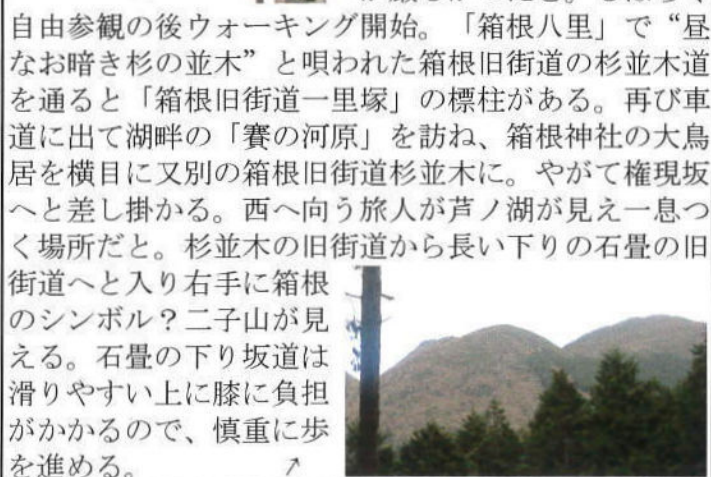 自由参観の後ウォーキング開始。「箱根八里」で“昼
なお暗き杉の並木”と唄われた箱根旧街道の杉並木道
を通ると「箱根旧街道一里塚」の標柱がある。再び車
道に出て湖畔の「賽の河原」を訪ね、箱根神社の大鳥
居を横目に又別の箱根旧街道杉並木に。やがて権現坂
へと差し掛かる。西へ向う旅人が芦ノ湖が見え一息つ
く場所だと。杉並木の旧街道から長い下りの石畳の旧
街道へと入り右手に箱根
のシンボル？二子山が見
える。石畳の下り坂道は
滑りやすい上に膝に負担
がかかるので、慎重に歩
を進める。 ↗